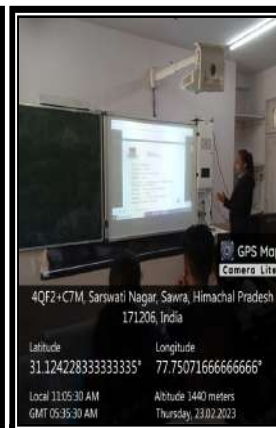 GPS Map
Camera Lite
4QF2+C7M, Sarswati Nagar, Sawra, Himachal Pradesh
171206, India
Latitude
Longitude
31.124228333333335°
77.75071666666666°
Local 11:05:30 AM
Altitude 1440 meters
GMT 05:35:30 AM
Thursday, 23.02.2023